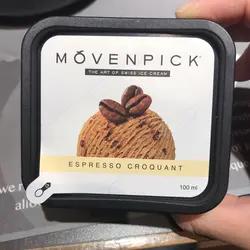 MÖVENPICK
THE ART OF SWISS ICE CREAM
ESPRESSO CROQUANT
100 ml